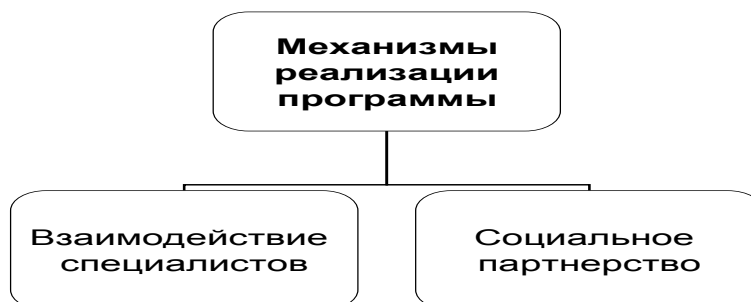 Механизмы
реализации
программы
Взаимодействие
специалистов
Социальное
партнерство